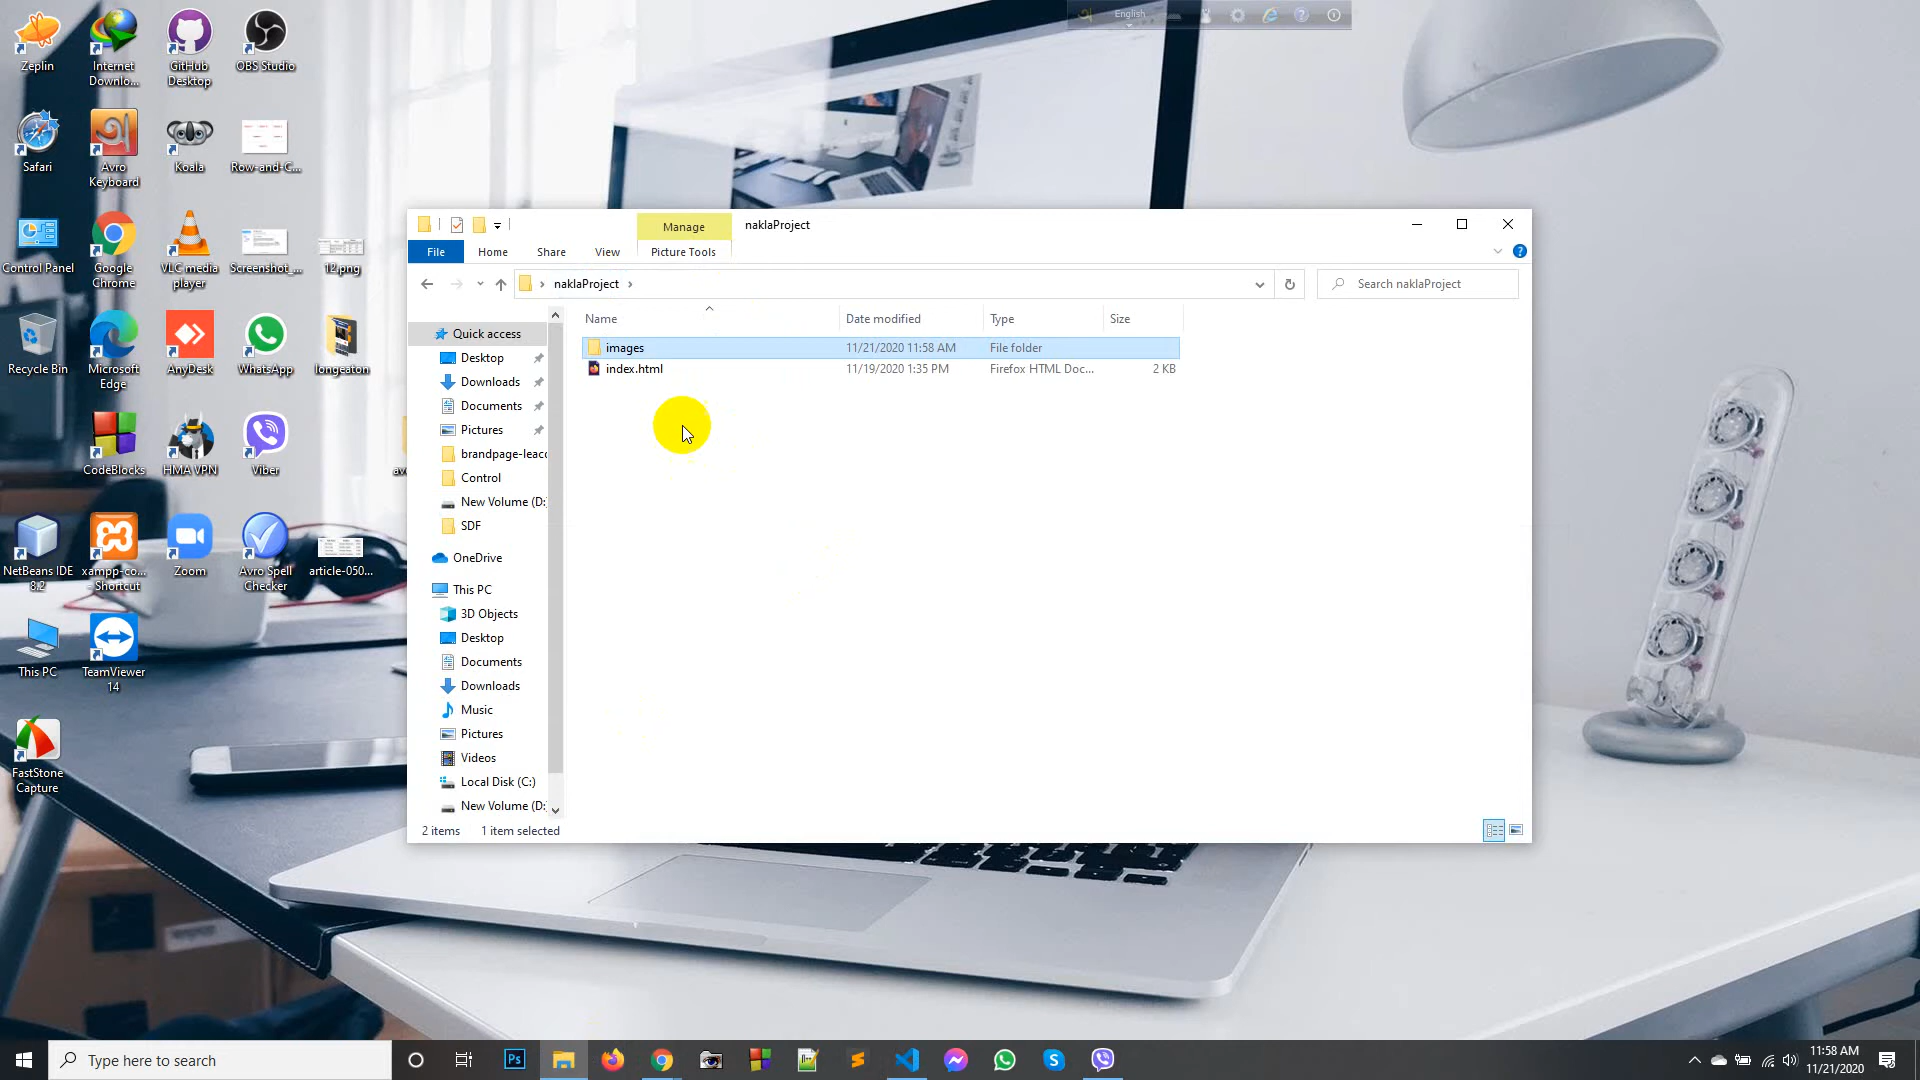 English
Zeplin
Internet
Downlo...
GitHub
Desktop
OBS Studio
Safari
Avro
Keyboard
Koala
Row-and-C...
Control Panel
Google
Chrome
VLC media
player
Screenshot_...
12.png
Recycle Bin
Microsoft
Edge
AnyDesk
WhatsApp
longeaton
CodeBlocks
HMA VPN
Viber
NetBeans IDE
8.2
xampp-co...
- Shortcut
Zoom
Avro Spell
Checker
article-050...
This PC
TeamViewer
14
FastStone
Capture
Manage
naklaProject
File
Home
Share
View
Picture Tools
naklaProject
Search naklaProject
Name
Date modified
Type
Size
images
11/21/2020 11:58 AM
File folder
index.html
11/19/2020 1:35 PM
Firefox HTML Doc...
2 KB
Quick access
Desktop
Downloads
Documents
Pictures
brandpage-leacc
Control
New Volume (D:
SDF
OneDrive
This PC
3D Objects
Desktop
Documents
Downloads
Music
Pictures
Videos
Local Disk (C:)
New Volume (D:
2 items
1 item selected
Type here to search
Ps
11:58 AM
11/21/2020